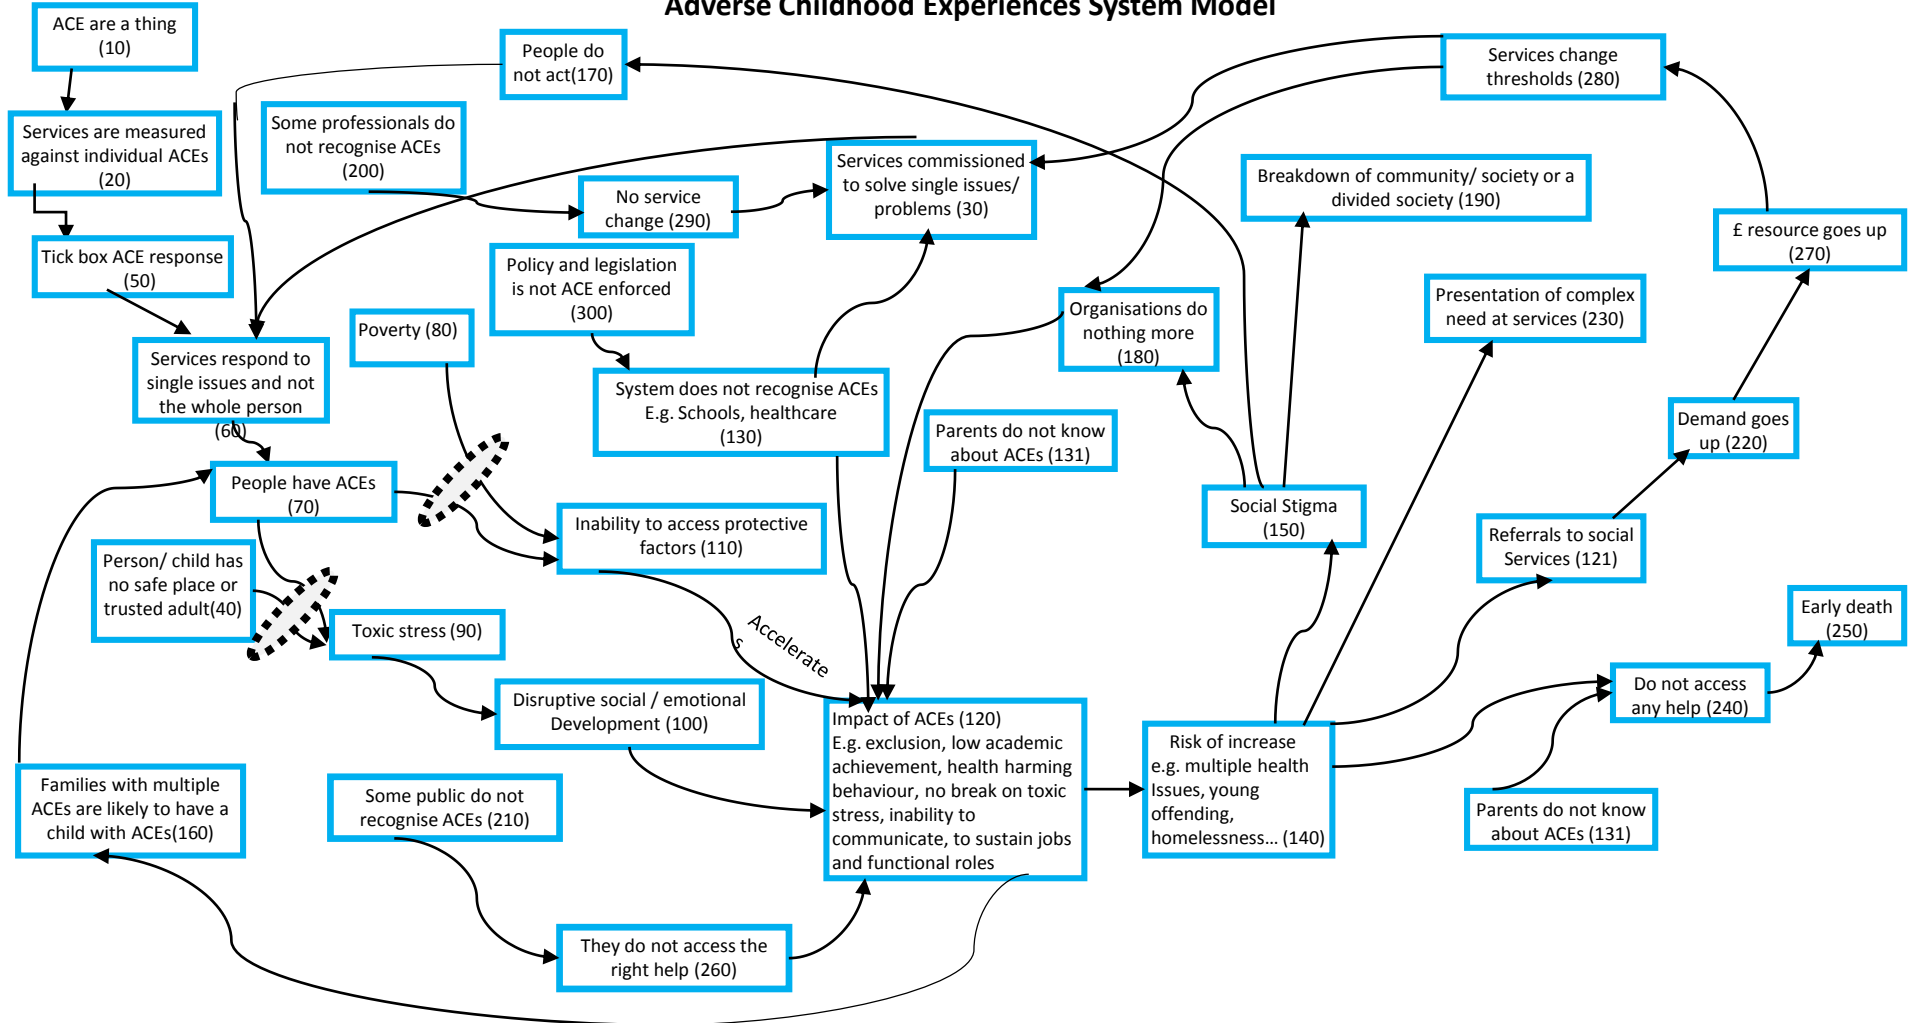 Adverse Childhood Experiences System Model
ACE are a thing
(10)
People do
not act(170)
Services change
thresholds (280)
Services are measured
against individual ACEs
(20)
Some professionals do
not recognise ACEs
(200)
Services commissioned
to solve single issues/
problems (30)
Breakdown of community/ society or a
divided society (190)
No service
change (290)
£ resource goes up
(270)
Tick box ACE response
(50)
Policy and legislation
is not ACE enforced
(300)
Organisations do
nothing more
(180)
Presentation of complex
need at services (230)
Poverty (80)
Services respond to
single issues and not
the whole person
(60)
System does not recognise ACEs
E.g. Schools, healthcare
(130)
Parents do not know
about ACEs (131)
Demand goes
up (220)
People have ACEs
(70)
Social Stigma
(150)
Inability to access protective
factors (110)
Referrals to social
Services (121)
Person/ child has
no safe place or
trusted adult(40)
Toxic stress (90)
Early death
(250)
Accelerate
s
Disruptive social / emotional
Development (100)
Do not access
any help (240)
Impact of ACEs (120)
E.g. exclusion, low academic
achievement, health harming
behaviour, no break on toxic
stress, inability to
communicate, to sustain jobs
and functional roles
Risk of increase
e.g. multiple health
Issues, young
offending,
homelessness... (140)
Families with multiple
ACEs are likely to have a
child with ACEs(160)
Some public do not
recognise ACEs (210)
Parents do not know
about ACEs (131)
They do not access the
right help (260)